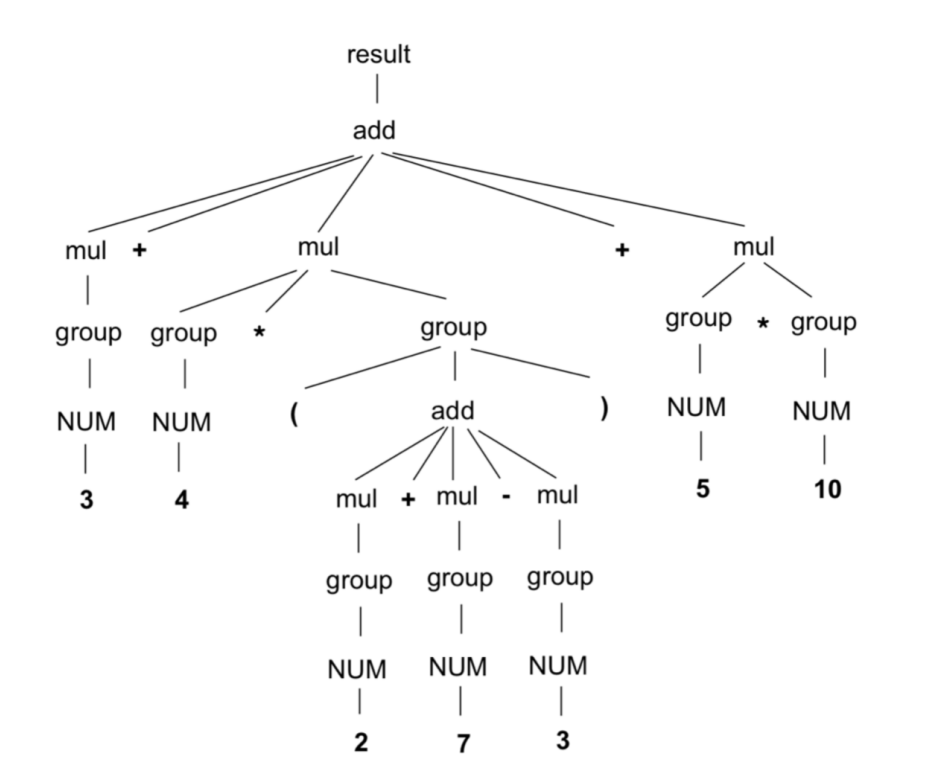 result
add
mul + mul + mul
group group * group group * group
NUM NUM ( add ) NUM NUM
3 4 mul + mul - mul 5 10
group group group
NUM NUM NUM
2 7 3